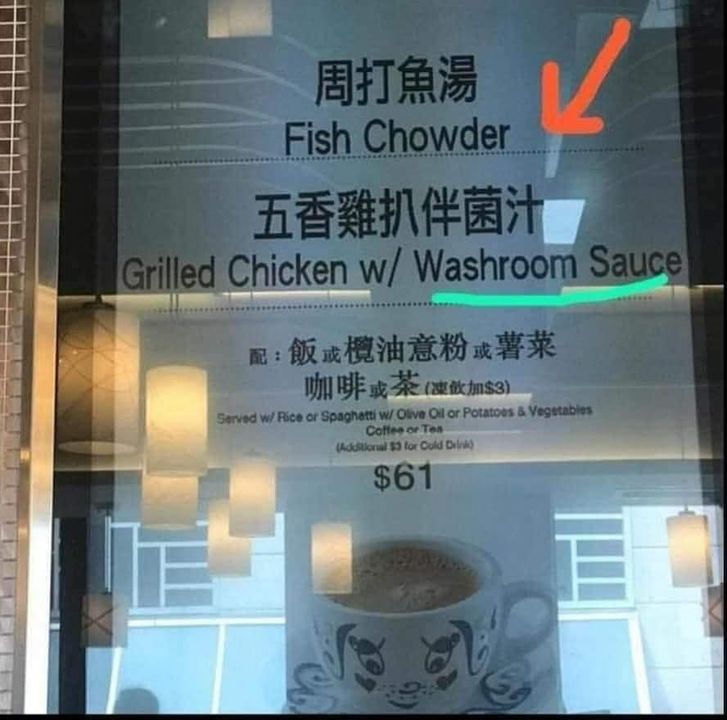 周打魚湯
Fish Chowder
五香雞扒伴菌汁
Grilled Chicken w/ Washroom Sauce
配：飯或欖油意粉或薯菜
咖啡或茶 (凍飲加$3)
Served w/ Rice or Spaghetti w/ Olive Oil or Potatoes & Vegetables
Coffee or Tea
(Additional $3 for Cold Drink)
$61